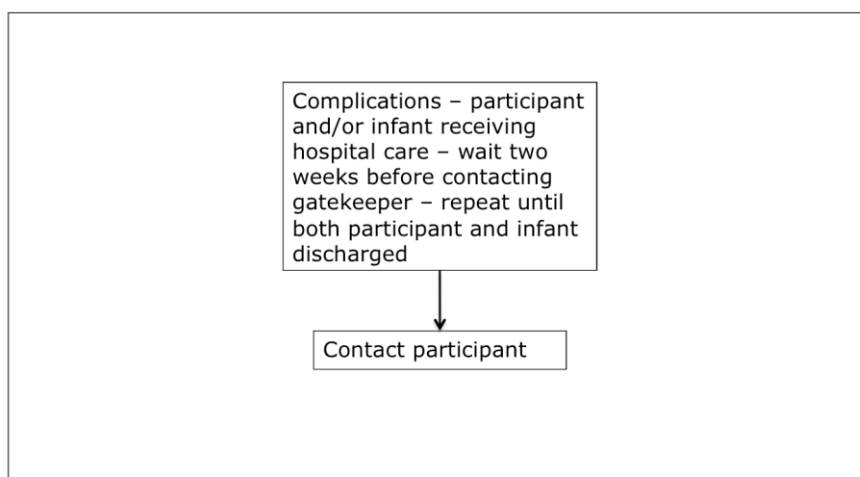 Complications – participant
and/or infant receiving
hospital care – wait two
weeks before contacting
gatekeeper – repeat until
both participant and infant
discharged
Contact participant